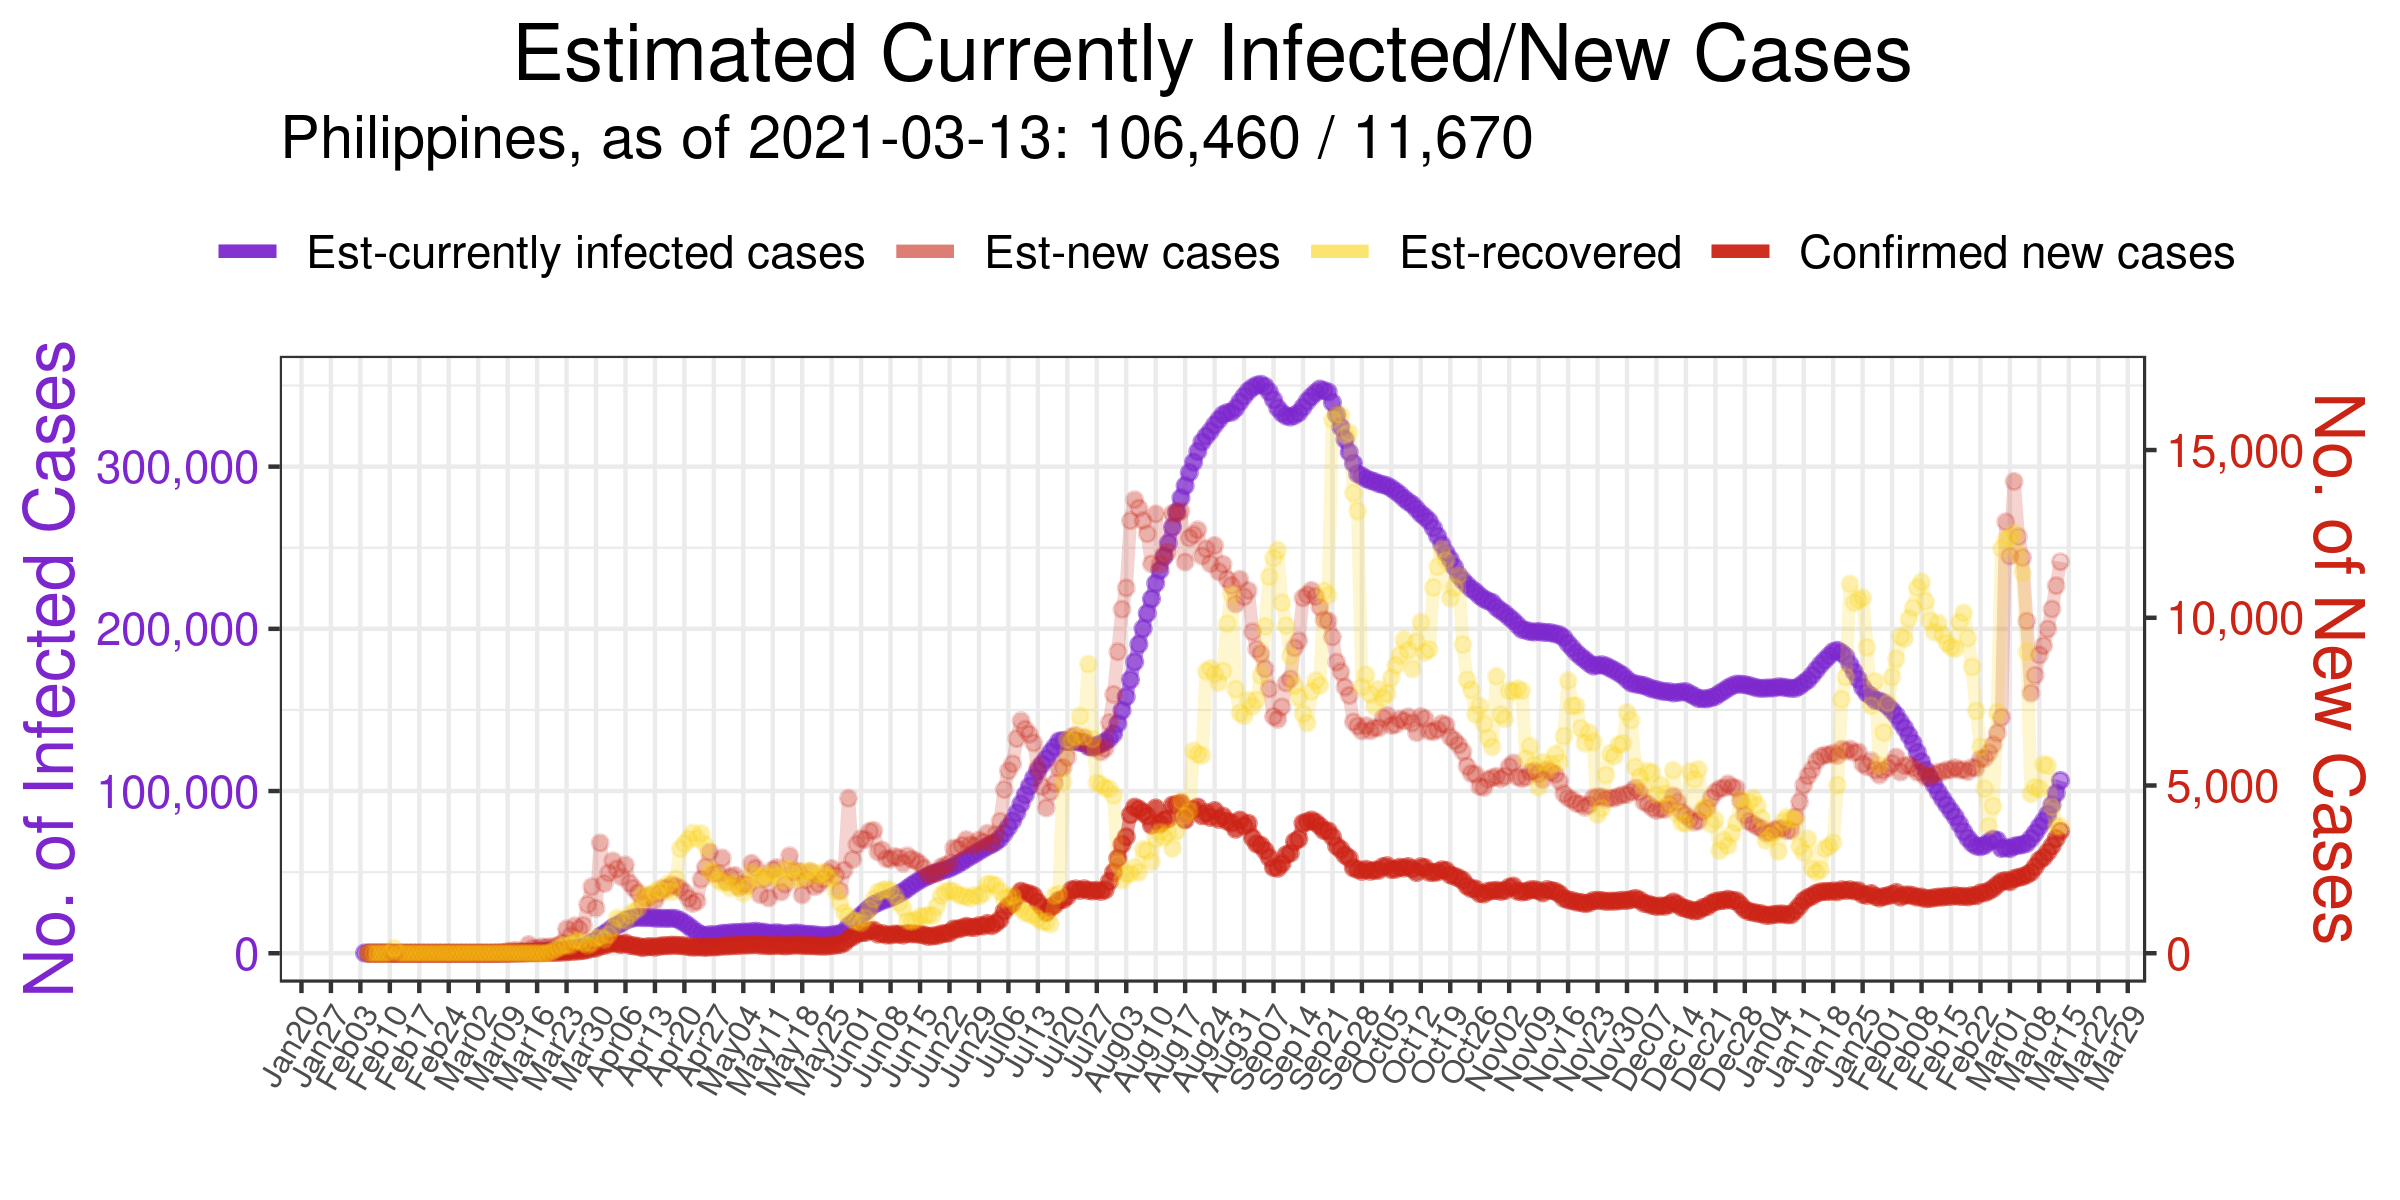 Estimated Currently Infected/New Cases
Philippines, as of 2021-03-13: 106,460 / 11,670
Est-currently infected cases Est-new cases Est-recovered Confirmed new cases
No. of Infected Cases
300,000
200,000
100,000
0
15,000
10,000
5,000
0
No. of New Cases
Jan20 Jan27 Feb03 Feb10 Feb17 Feb24 Mar02 Mar09 Mar16 Mar23 Mar30 Apr06 Apr13 Apr20 Apr27 May04 May11 May18 May25 Jun01 Jun08 Jun15 Jun22 Jun29 Jul06 Jul13 Jul20 Jul27 Aug03 Aug10 Aug17 Aug24 Aug31 Sep07 Sep14 Sep21 Sep28 Oct05 Oct12 Oct19 Oct26 Nov02 Nov09 Nov16 Nov23 Nov30 Dec07 Dec14 Dec21 Dec28 Jan04 Jan11 Jan18 Jan25 Feb01 Feb08 Feb15 Feb22 Mar01 Mar08 Mar15 Mar22 Mar29